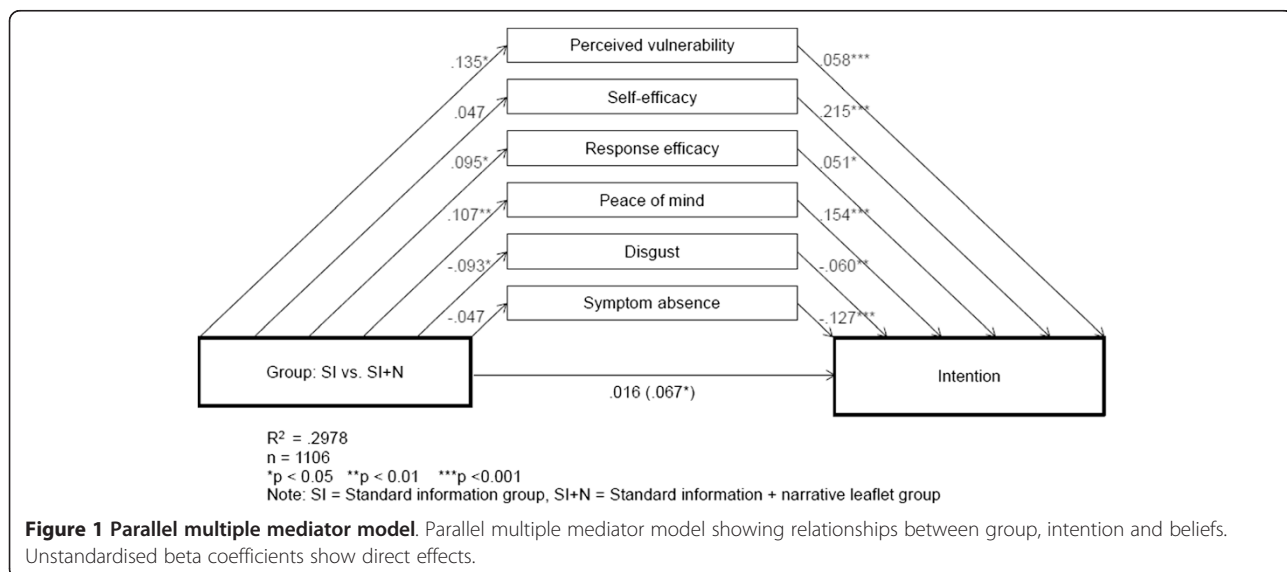 Perceived vulnerability
.135*
.058***
Self-efficacy
.047
.215***
Response efficacy
.095*
.051*
Peace of mind
.107**
.154***
Disgust
-.093*
-.060**
Symptom absence
-.047
-.127***
Group: SI vs. SI+N
Intention
.016 (.067*)
R² = .2978
n = 1106
*p < 0.05 **p < 0.01 ***p <0.001
Note: SI = Standard information group, SI+N = Standard information + narrative leaflet group
Figure 1 Parallel multiple mediator model. Parallel multiple mediator model showing relationships between group, intention and beliefs.
Unstandardised beta coefficients show direct effects.